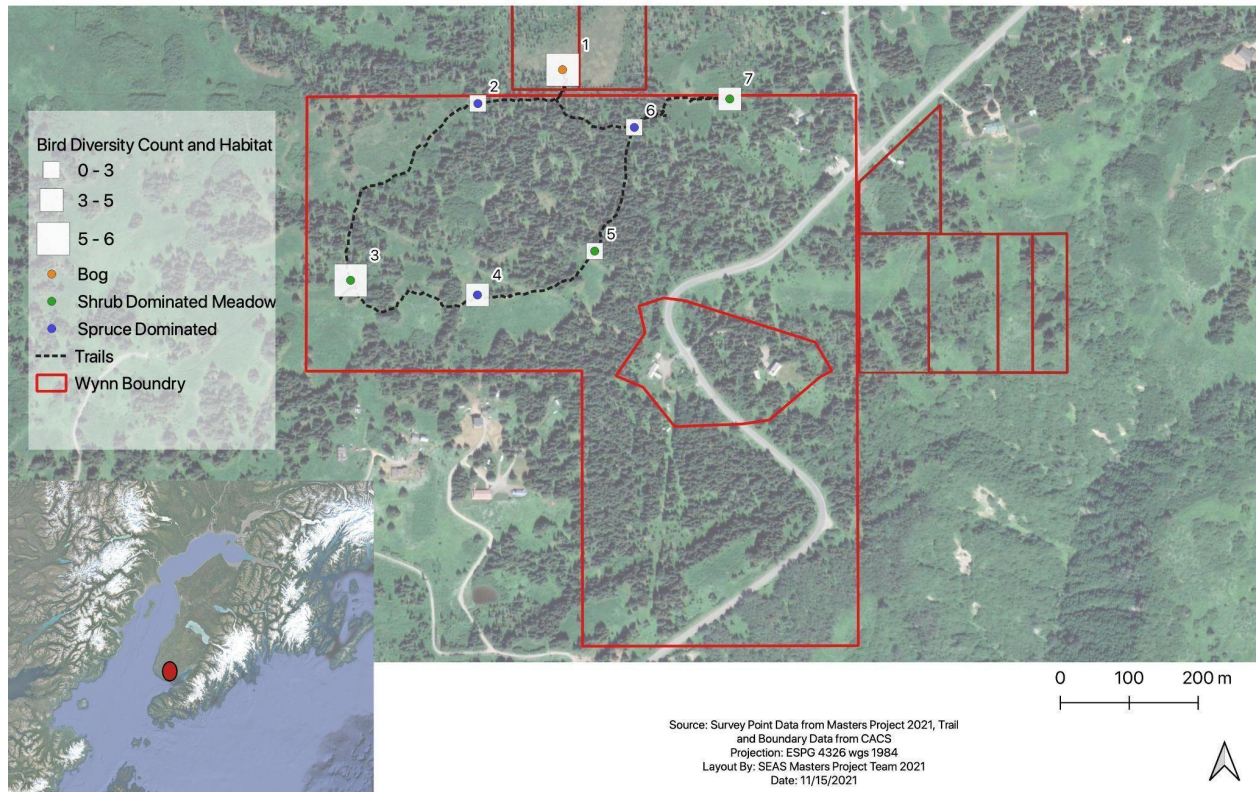 1
2
7
6
5
3
4
Bird Diversity Count and Habitat
0 - 3
3 - 5
5 - 6
Bog
Shrub Dominated Meadow
Spruce Dominated
Trails
Wynn Boundry
0 100 200 m
Source: Survey Point Data from Masters Project 2021, Trail
and Boundary Data from CACS
Projection: ESPG 4326 wgs 1984
Layout By: SEAS Masters Project Team 2021
Date: 11/15/2021